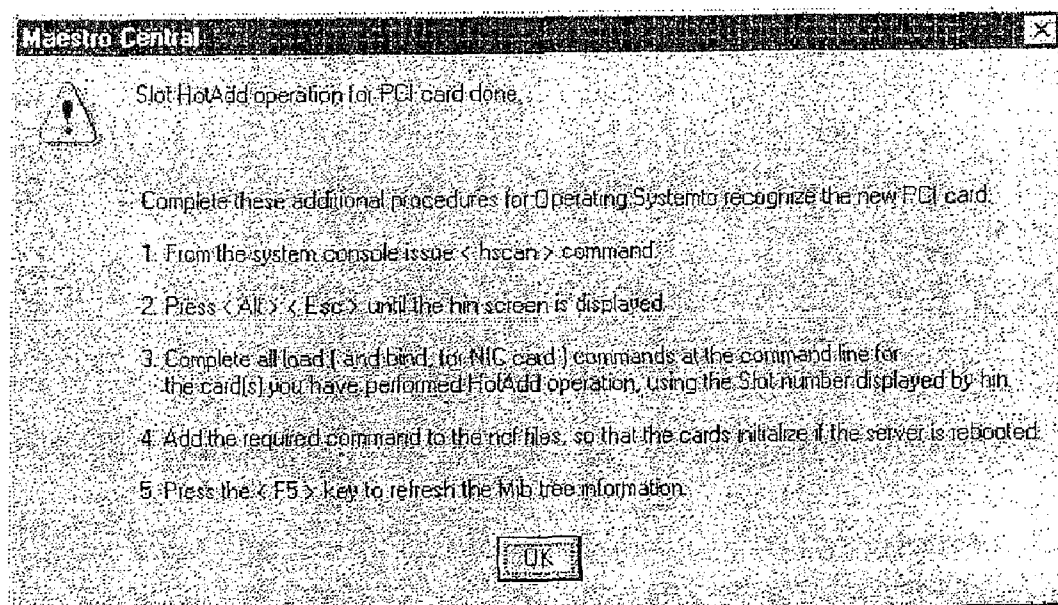 Maestro Central
Slot HotAdd operation for PCI card done.
Complete these additional procedures for Operating Systemto recognize the new PCI card.
1. From the system console issue < hscan > command.
2. Press < Alt > < Esc > until the hin screen is displayed.
3. Complete all load ( and bind, for NIC card ) commands at the command line for
the card(s) you have performed HotAdd operation, using the Slot number displayed by hin.
4. Add the required command to the ncf files, so that the cards initialize if the server is rebooted.
5. Press the < F5 > key to refresh the Mib tree information.
OK